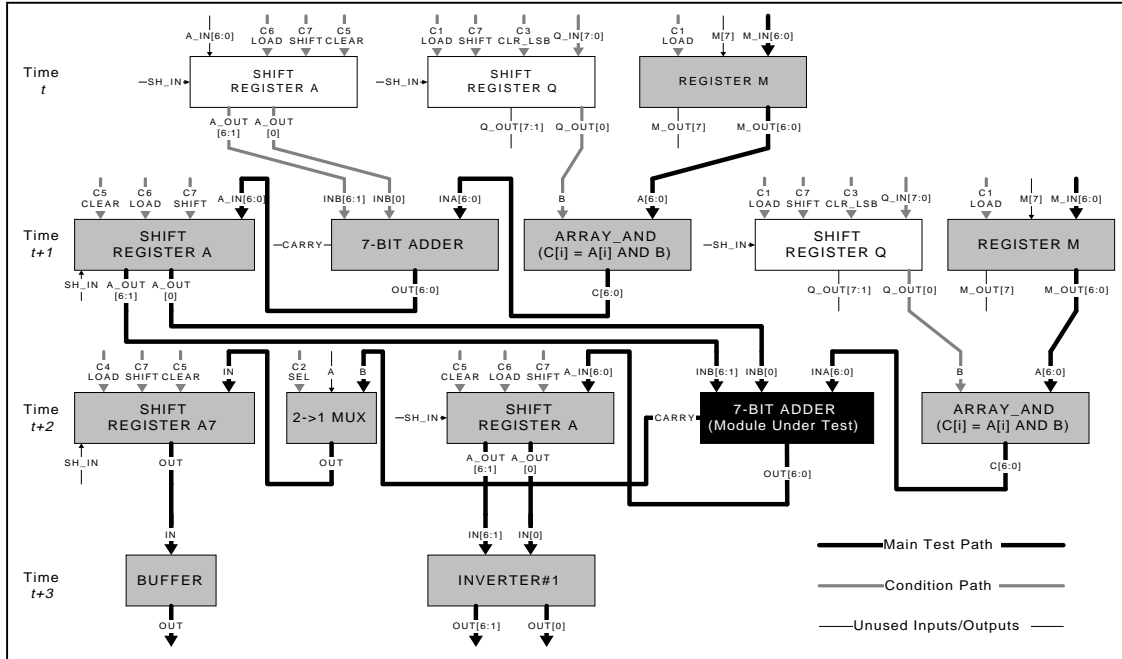 C6 LOAD
C7 SHIFT
C5 CLEAR
A_IN[6:0]
C1 LOAD
C7 SHIFT
C3 CLR_LSB
Q_IN[7:0]
C1 LOAD
M[7]
M_IN[6:0]
Time t
SH_IN
SHIFT REGISTER A
SH_IN
SHIFT REGISTER Q
REGISTER M
A_OUT [6:1]
A_OUT [0]
Q_OUT[7:1]
Q_OUT[0]
M_OUT[7]
M_OUT[6:0]
C5 CLEAR
C6 LOAD
C7 SHIFT
A_IN[6:0]
INB[6:1]
INB[0]
INA[6:0]
B
A[6:0]
C1 LOAD
C7 SHIFT
C3 CLR_LSB
Q_IN[7:0]
C1 LOAD
M[7]
M_IN[6:0]
Time t+1
SHIFT REGISTER A
CARRY
7-BIT ADDER
ARRAY_AND
(C[i] = A[i] AND B)
SH_IN
SHIFT REGISTER Q
REGISTER M
SH_IN
A_OUT [6:1]
A_OUT [0]
OUT[6:0]
C[6:0]
Q_OUT[7:1]
Q_OUT[0]
M_OUT[7]
M_OUT[6:0]
C4 LOAD
C7 SHIFT
C5 CLEAR
IN
C2 SEL
A
B
C5 CLEAR
C6 LOAD
C7 SHIFT
A_IN[6:0]
INB[6:1]
INB[0]
INA[6:0]
B
A[6:0]
Time t+2
SHIFT REGISTER A7
2->1 MUX
SH_IN
SHIFT REGISTER A
CARRY
7-BIT ADDER
(Module Under Test)
ARRAY_AND
(C[i] = A[i] AND B)
SH_IN
OUT
OUT
A_OUT [6:1]
A_OUT [0]
OUT[6:0]
C[6:0]
IN
IN[6:1]
IN[0]
Main Test Path
Time t+3
BUFFER
INVERTER#1
Condition Path
OUT
OUT[6:1]
OUT[0]
Unused Inputs/Outputs